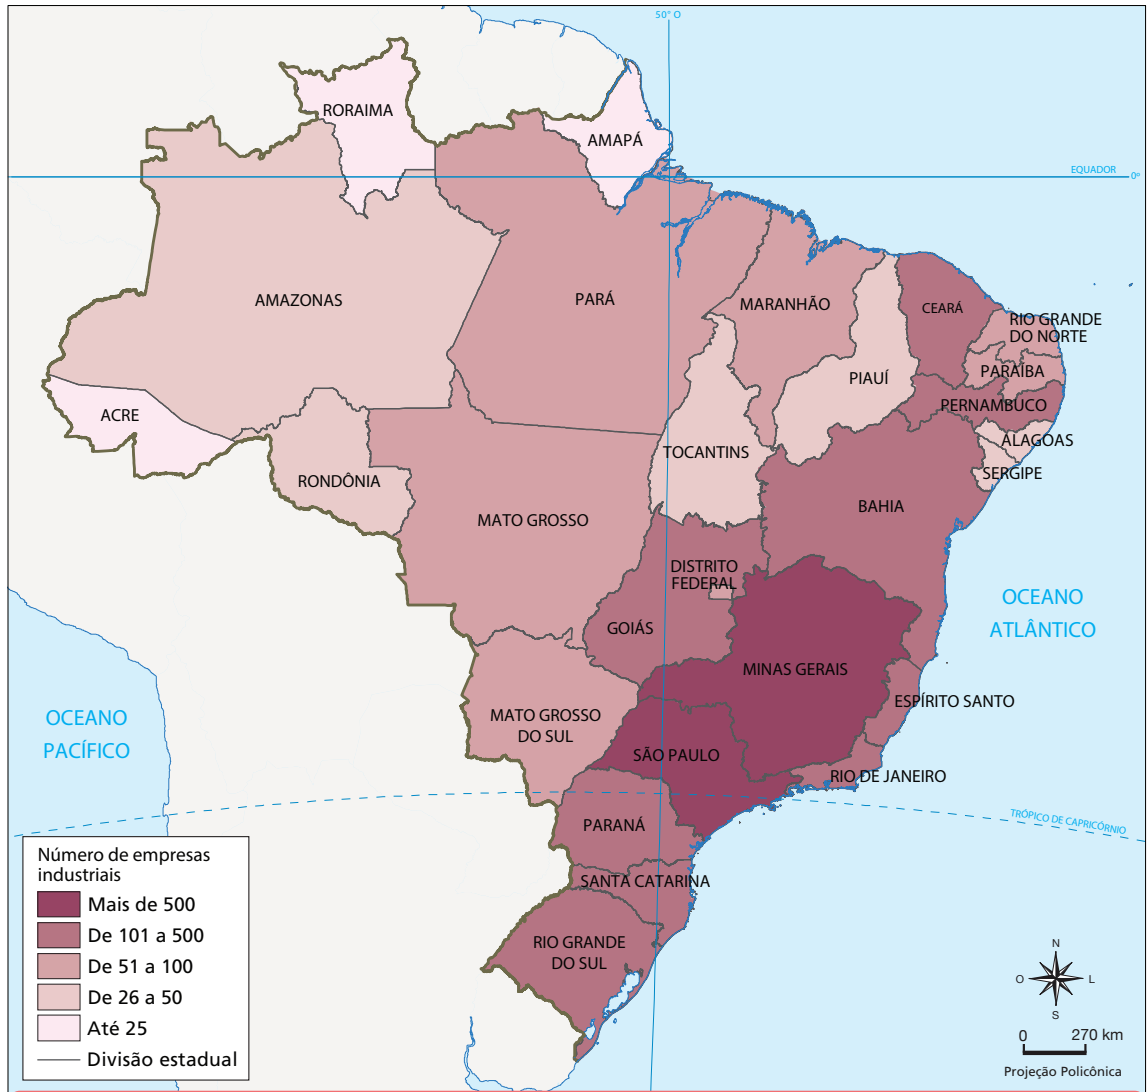 50° O
RORAIMA
AMAPÁ
EQUADOR
0°
AMAZONAS
PARÁ
MARANHÃO
CEARÁ
RIO GRANDE
DO NORTE
PIAUÍ
PARAÍBA
ACRE
PERNAMBUCO
ALAGOAS
TOCANTINS
SERGIPE
RONDÔNIA
BAHIA
MATO GROSSO
DISTRITO
FEDERAL
OCEANO
ATLÂNTICO
GOIÁS
MINAS GERAIS
ESPÍRITO SANTO
OCEANO
PACÍFICO
MATO GROSSO
DO SUL
SÃO PAULO
RIO DE JANEIRO
TRÓPICO DE CAPRICÓRNIO
PARANÁ
SANTA CATARINA
RIO GRANDE
DO SUL
Número de empresas
industriais
Mais de 500
De 101 a 500
De 51 a 100
De 26 a 50
Até 25
Divisão estadual
N
O
L
S
0
270 km
Projeção Policônica